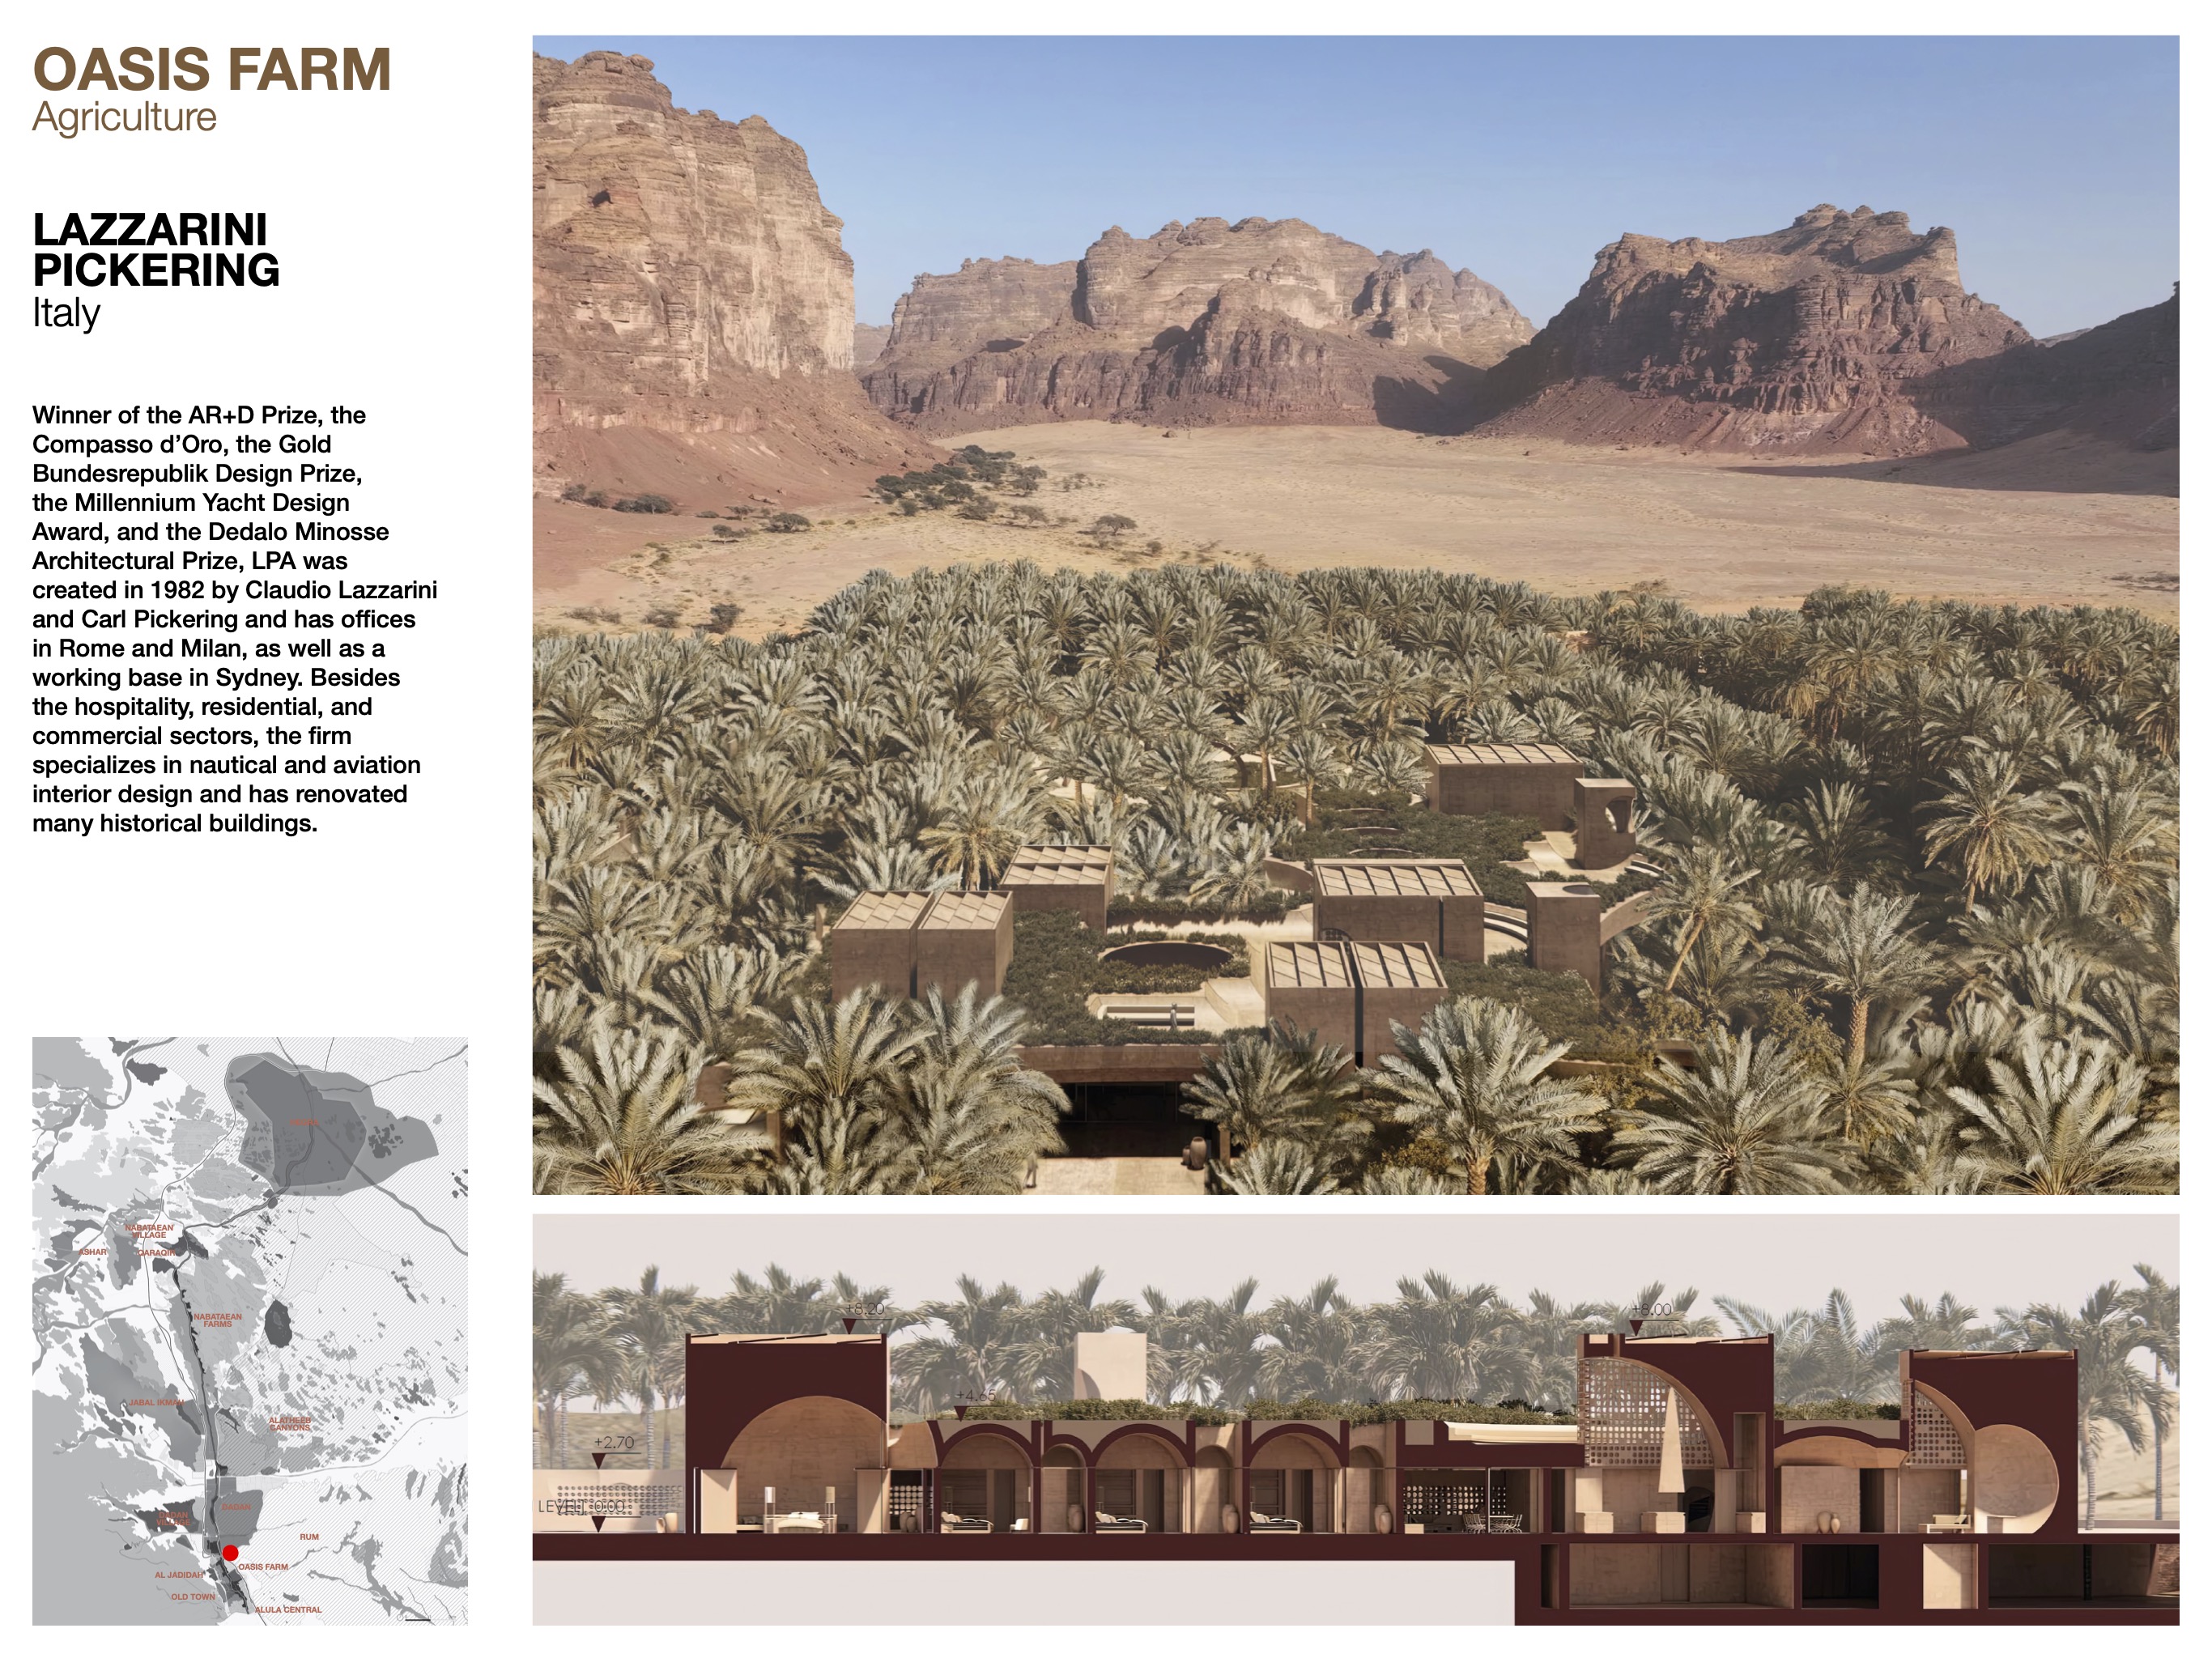 OASIS FARM
Agriculture
LAZZARINI
PICKERING
Italy
Winner of the AR+D Prize, the
Compasso d’Oro, the Gold
Bundesrepublik Design Prize,
the Millennium Yacht Design
Award, and the Dedalo Minosse
Architectural Prize, LPA was
created in 1982 by Claudio Lazzarini
and Carl Pickering and has offices
in Rome and Milan, as well as a
working base in Sydney. Besides
the hospitality, residential, and
commercial sectors, the firm
specializes in nautical and aviation
interior design and has renovated
many historical buildings.
NABATAEAN
VILLAGE
ASHAR
QARAQIR
NABATAEAN
FARMS
JABAL IKMAH
ALATHEEB
CANYONS
DADAN
DADAN
VILLAGE
RUM
OASIS FARM
AL JADIDAH
OLD TOWN
ALULA CENTRAL
+8.20
+8.00
+4.65
+2.70
LEVEL 0.00